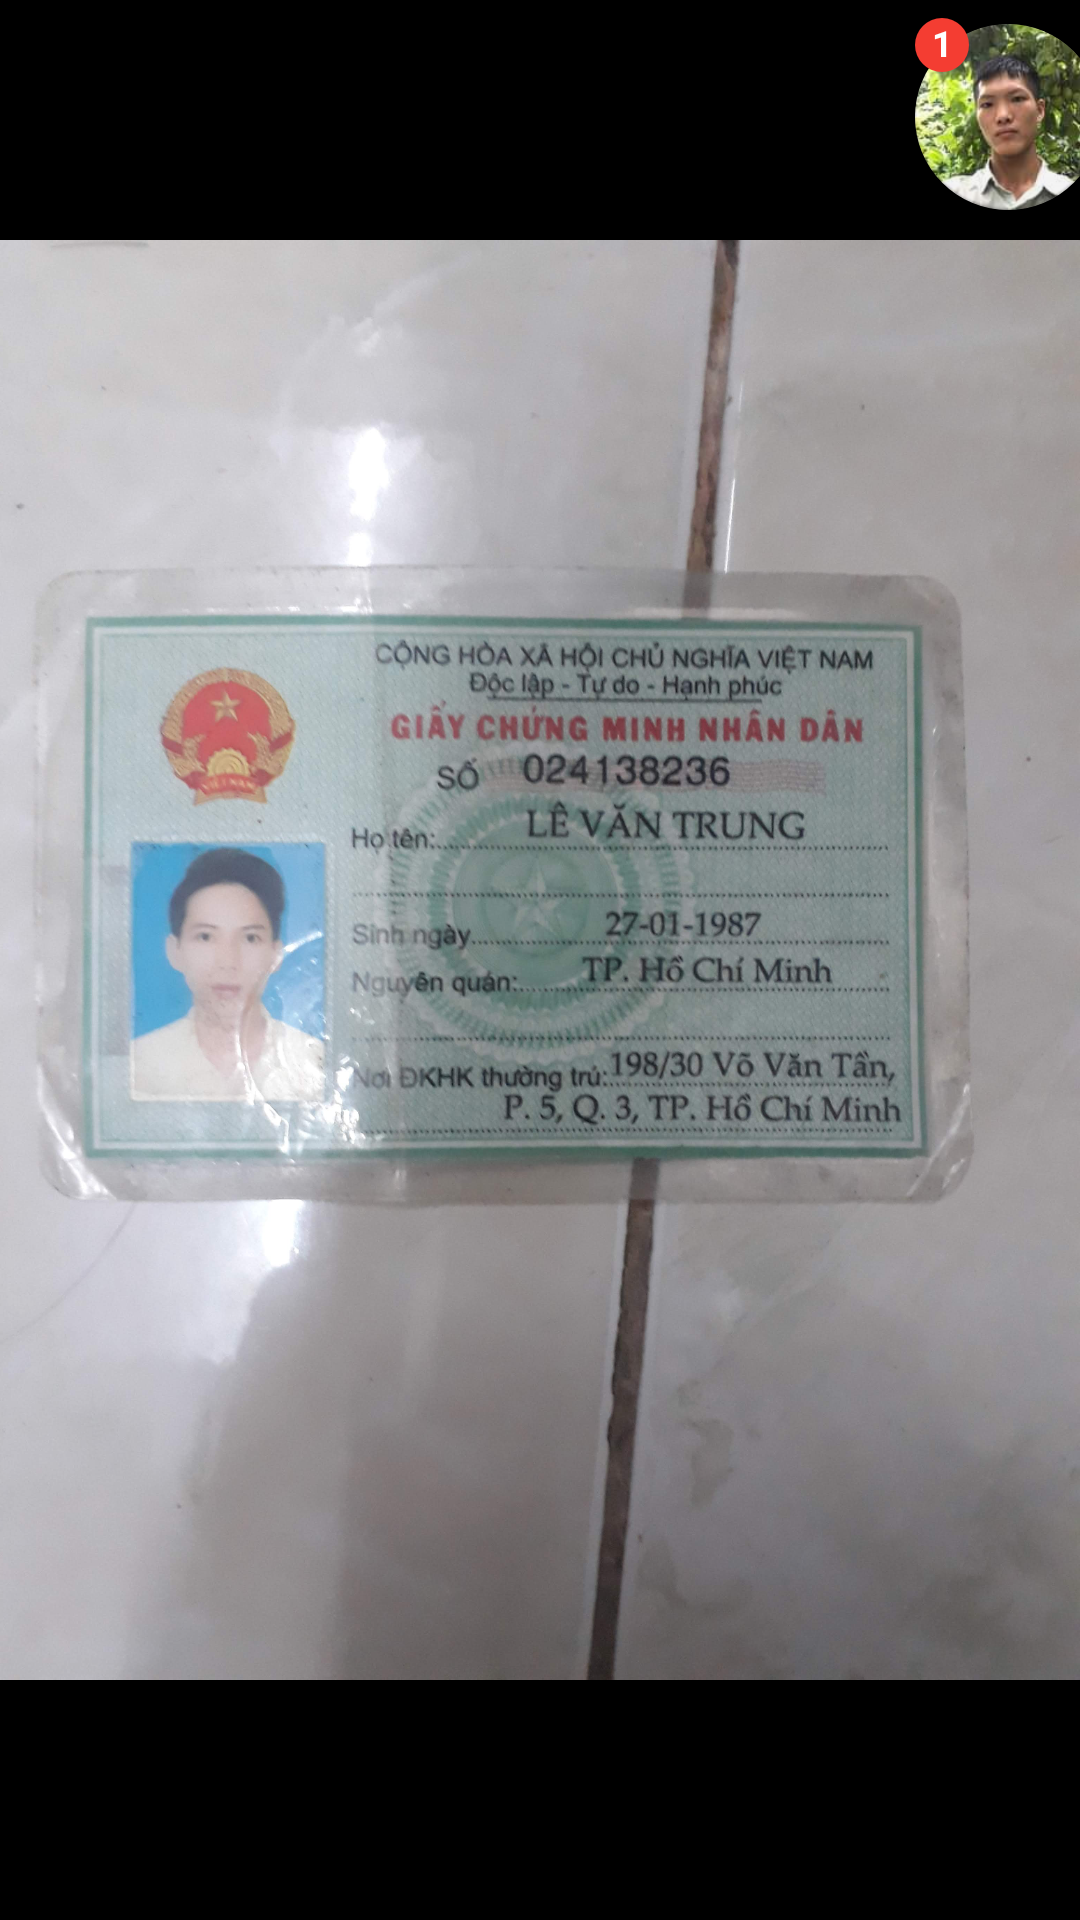 1
CỘNG HÒA XÃ HỘI CHỦ NGHĨA VIỆT NAM
Độc lập - Tự do - Hạnh phúc
GIẤY CHỨNG MINH NHÂN DÂN
SỐ 024138236
Họ tên: LÊ VĂN TRUNG
Sinh ngày 27-01-1987
Nguyên quán: TP. Hồ Chí Minh
Nơi ĐKHK thường trú: 198/30 Võ Văn Tần,
P. 5, Q. 3, TP. Hồ Chí Minh
VIỆT NAM